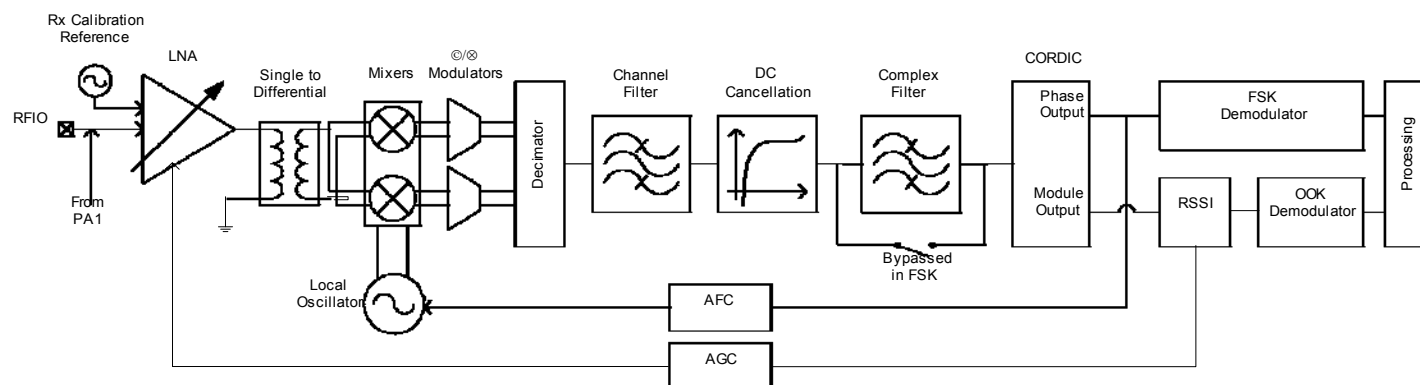 Rx Calibration
Reference
LNA
RFIO
From
PA1
Single to
Differential
Mixers
©/⊗
Modulators
Local
Oscillator
Decimator
Channel
Filter
DC
Cancellation
Complex
Filter
Bypassed
in FSK
CORDIC
Phase
Output
Module
Output
FSK
Demodulator
RSSI
OOK
Demodulator
Processing
AFC
AGC